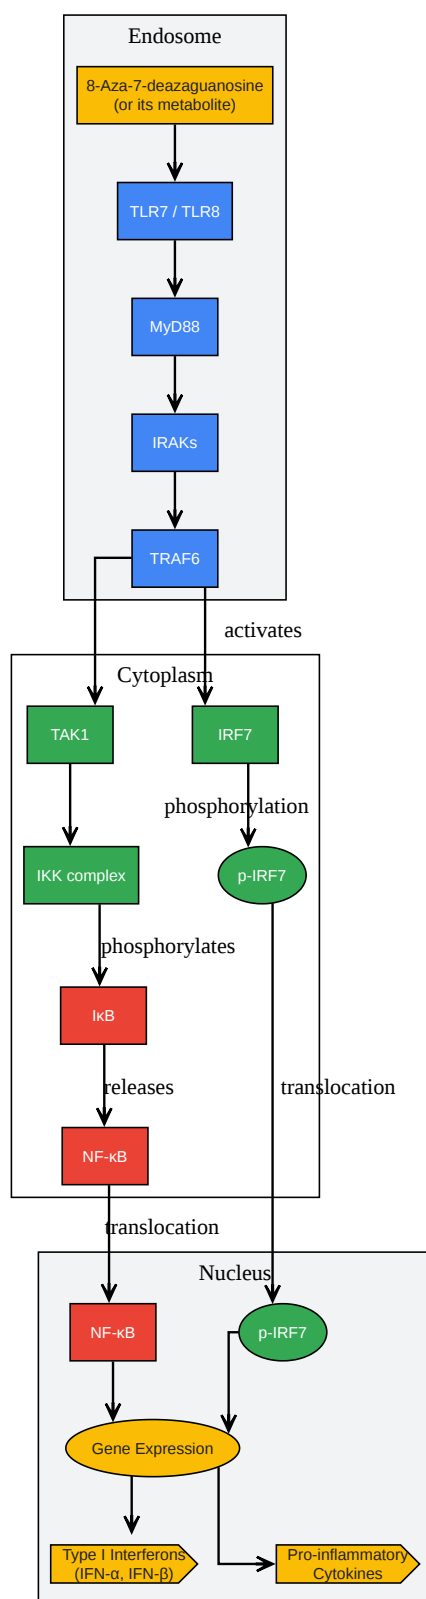 Endosome
8-Aza-7-deazaguanosine
(or its metabolite)
TLR7 / TLR8
MyD88
IRAKs
TRAF6
activates
Cytoplasm
TAK1
IRF7
phosphorylation
IKK complex
p-IRF7
phosphorylates
IκB
releases
translocation
NF-κB
translocation
Nucleus
NF-κB
p-IRF7
Gene Expression
Type I Interferons
(IFN-α, IFN-β)
Pro-inflammatory
Cytokines